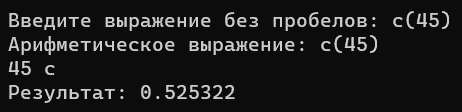 Введите выражение без пробелов: c(45)
Арифметическое выражение: c(45)
45 c
Результат: 0.525322